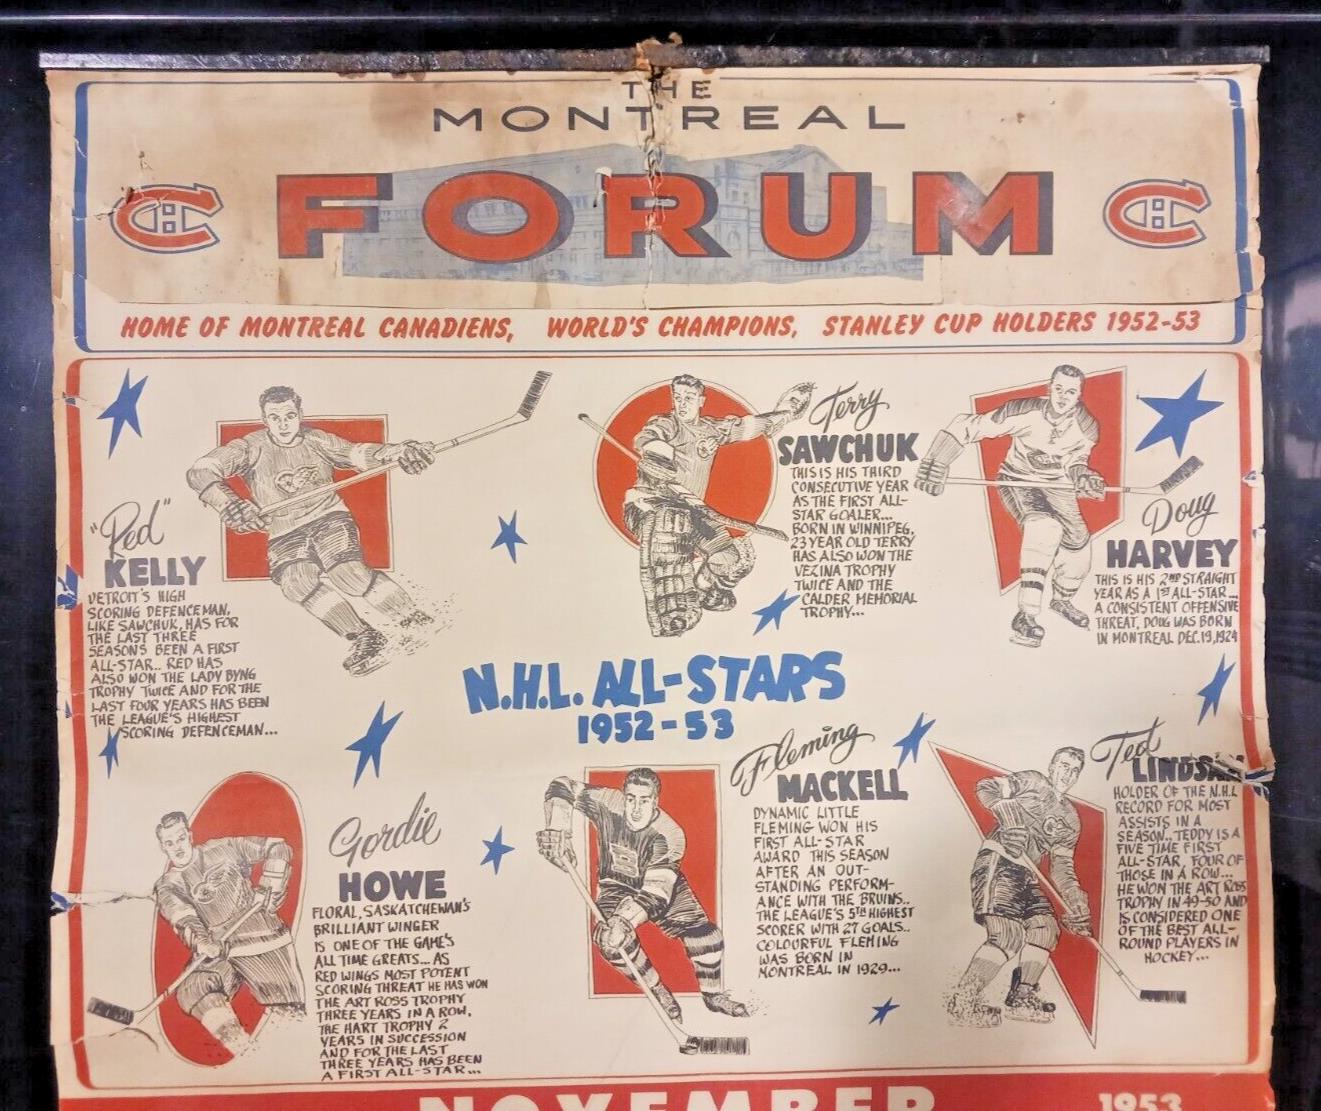 THE
MONTREAL
FORUM
HOME OF MONTREAL CANADIENS, WORLD'S CHAMPIONS, STANLEY CUP HOLDERS 1952-53
"Red"
KELLY
DETROIT'S HIGH
SCORING DEFENCEMAN,
LIKE SAWCHUK, HAS FOR
THE LAST THREE
SEASONS BEEN A FIRST
ALL-STAR.. RED HAS
ALSO WON THE LADY BYNG
TROPHY TWICE AND FOR THE
LAST FOUR YEARS HAS BEEN
THE LEAGUE'S HIGHEST
SCORING DEFENCEMAN...
Terry
SAWCHUK
THIS IS HIS THIRD
CONSECUTIVE YEAR
AS THE FIRST ALL-
STAR GOALER...
BORN IN WINNIPEG,
23 YEAR OLD TERRY
HAS ALSO WON THE
VEZINA TROPHY
TWICE AND THE
CALDER MEMORIAL
TROPHY...
Doug
HARVEY
THIS IS HIS 2ND STRAIGHT
YEAR AS A 1ST ALL-STAR...
A CONSISTENT OFFENSIVE
THREAT, DOUG WAS BORN
IN MONTREAL DEC.19,1924
N.H.L. ALL-STARS
1952-53
Gordie
HOWE
FLORAL, SASKATCHEWAN'S
BRILLIANT WINGER
IS ONE OF THE GAME'S
ALL TIME GREATS... AS
RED WINGS MOST POTENT
SCORING THREAT HE HAS WON
THE ART ROSS TROPHY
THREE YEARS IN A ROW,
THE HART TROPHY 2
YEARS IN SUCCESSION
AND FOR THE LAST
THREE YEARS HAS BEEN
A FIRST ALL-STAR...
Fleming
MACKELL
DYNAMIC LITTLE
FLEMING WON HIS
FIRST ALL-STAR
AWARD THIS SEASON
AFTER AN OUT-
STANDING PERFORM-
ANCE WITH THE BRUINS..
THE LEAGUE'S 5TH HIGHEST
SCORER WITH 27 GOALS..
COLOURFUL FLEMING
WAS BORN IN
MONTREAL IN 1929...
Ted
LINDSAY
HOLDER OF THE N.H.L
RECORD FOR MOST
ASSISTS IN A
SEASON.. TEDDY IS A
FIVE TIME FIRST
ALL-STAR, FOUR OF
THOSE IN A ROW...
HE WON THE ART ROSS
TROPHY IN 49-50 AND
IS CONSIDERED ONE
OF THE BEST ALL-
ROUND PLAYERS IN
HOCKEY...
NOVEMBER 1953